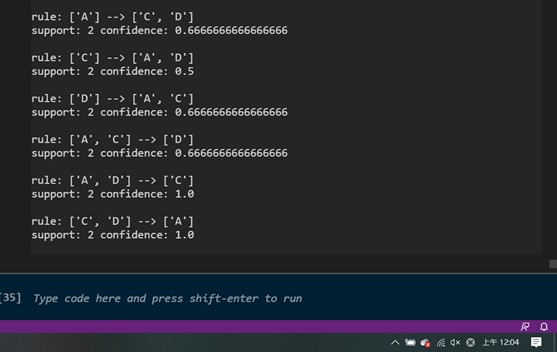 rule: ['A'] --> ['C', 'D']
support: 2 confidence: 0.6666666666666666
rule: ['C'] --> ['A', 'D']
support: 2 confidence: 0.5
rule: ['D'] --> ['A', 'C']
support: 2 confidence: 0.6666666666666666
rule: ['A', 'C'] --> ['D']
support: 2 confidence: 0.6666666666666666
rule: ['A', 'D'] --> ['C']
support: 2 confidence: 1.0
rule: ['C', 'D'] --> ['A']
support: 2 confidence: 1.0
[35] Type code here and press shift-enter to run
上午 12:04